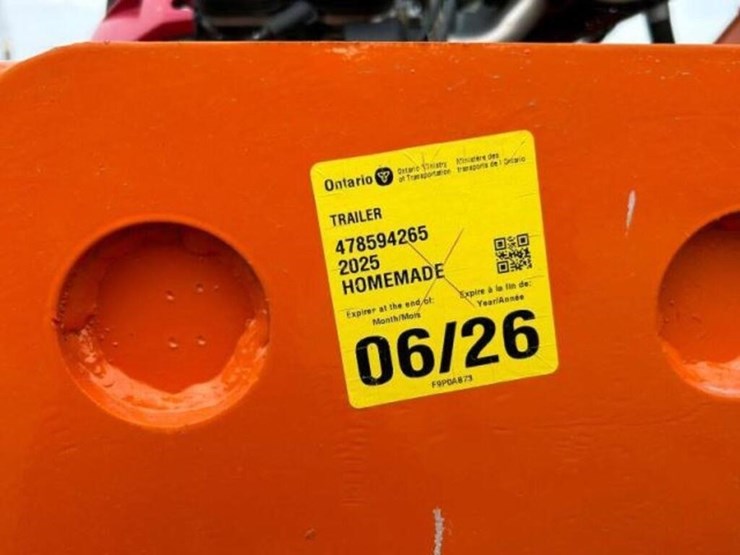 Ontario
Ontario Ministry of Transportation
Ministère des transports de l'Ontario
TRAILER
478594265
2025
HOMEMADE
Expires at the end of:
Month/Mois
Expire à la fin de:
Year/Année
06/26
F9P0A873